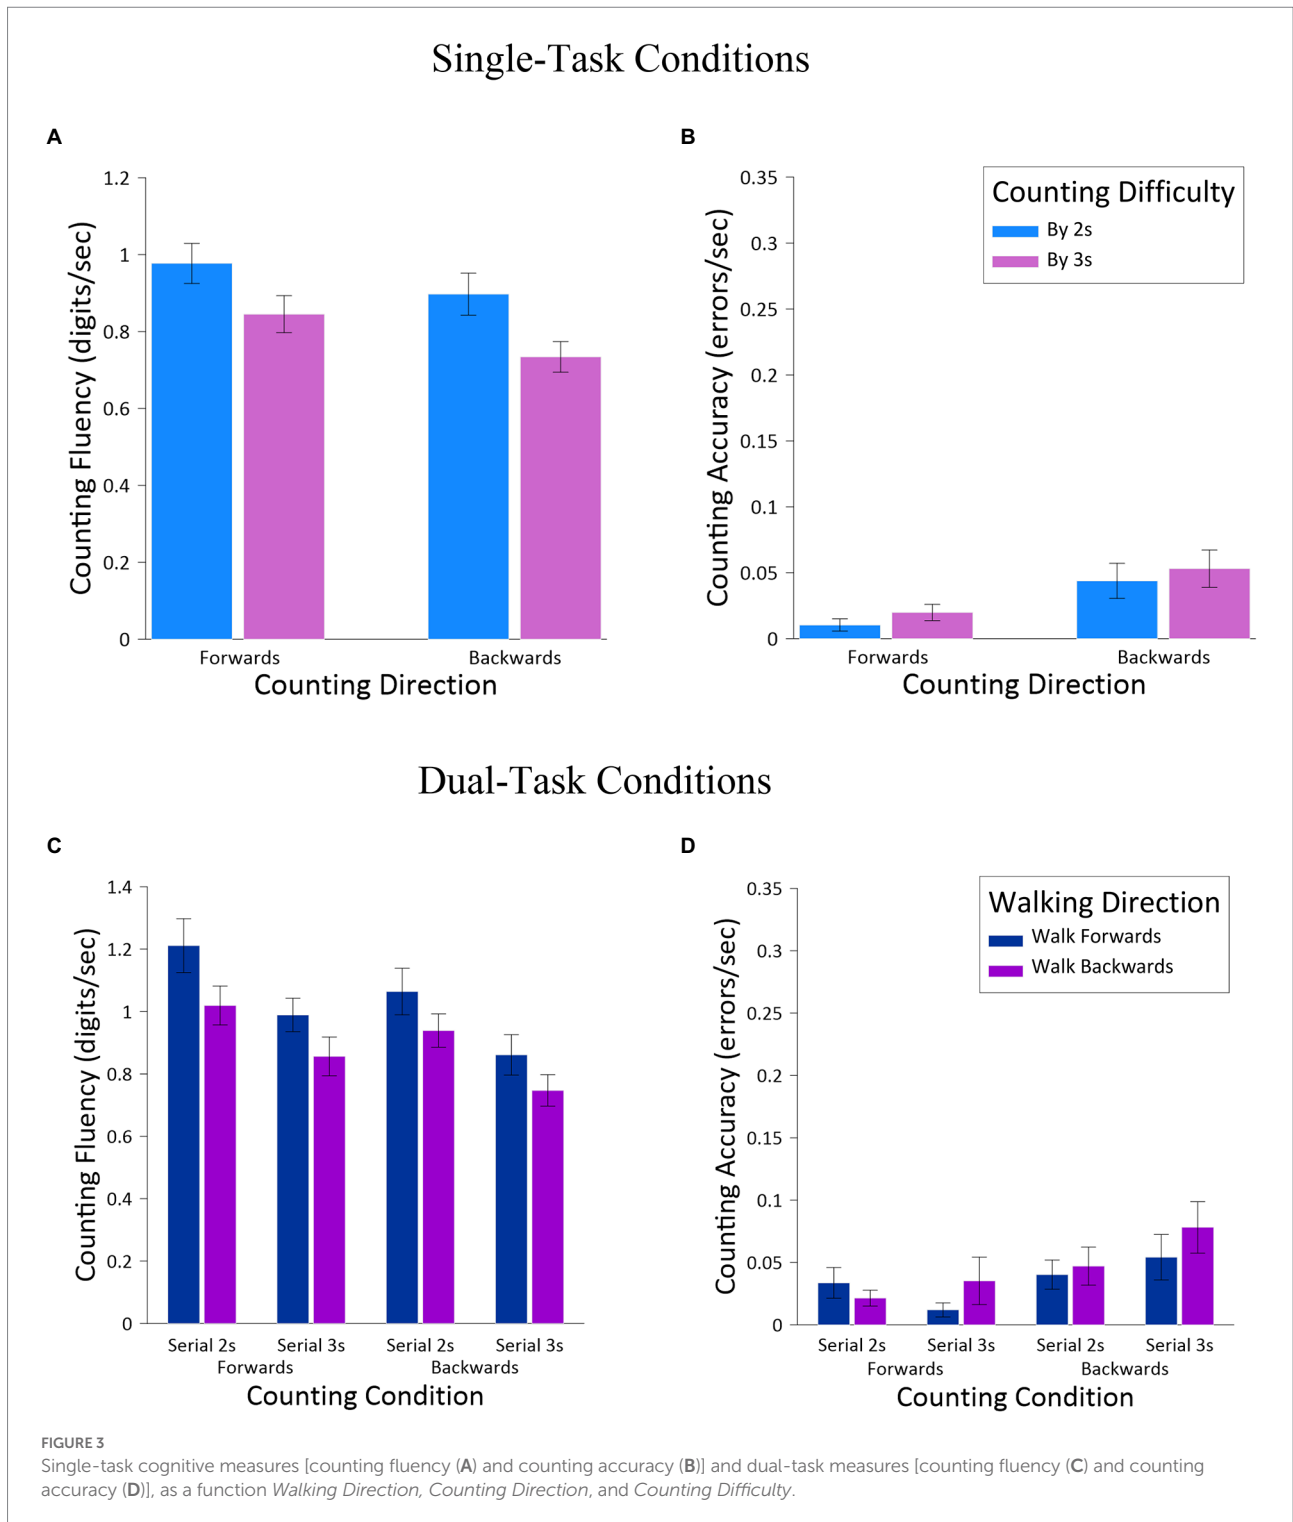 Single-Task Conditions
A
B
1.2
1
0.8
0.6
0.4
0.2
0
Counting Fluency (digits/sec)
Forwards
Backwards
Counting Direction
0.35
0.3
0.25
0.2
0.15
0.1
0.05
0
Counting Accuracy (errors/sec)
Counting Difficulty
By 2s
By 3s
Forwards
Backwards
Counting Direction
Dual-Task Conditions
C
D
1.4
1.2
1
0.8
0.6
0.4
0.2
0
Counting Fluency (digits/sec)
Serial 2s Serial 3s Serial 2s Serial 3s
Forwards Backwards
Counting Condition
0.35
0.3
0.25
0.2
0.15
0.1
0.05
0
Counting Accuracy (errors/sec)
Walking Direction
Walk Forwards
Walk Backwards
Serial 2s Serial 3s Serial 2s Serial 3s
Forwards Backwards
Counting Condition
FIGURE 3
Single-task cognitive measures [counting fluency (A) and counting accuracy (B)] and dual-task measures [counting fluency (C) and counting
accuracy (D)], as a function Walking Direction, Counting Direction, and Counting Difficulty.